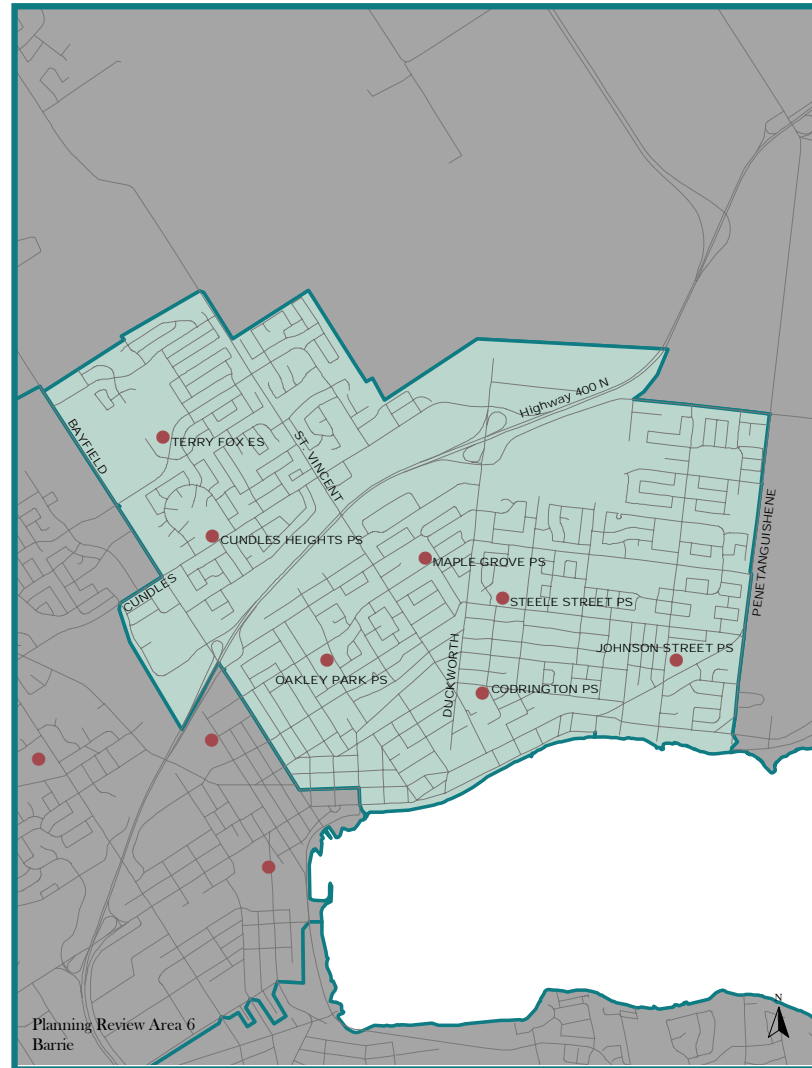 Highway 400 N
BAYFIELD
ST. VINCENT
TERRY FOX ES
PENETANGUISHENE
CUNDLES HEIGHTS PS
MAPLE GROVE PS
CUNDLES
STEELE STREET PS
DUCKWORTH
JOHNSON STREET PS
OAKLEY PARK PS
CODRINGTON PS
N
Planning Review Area 6
Barrie